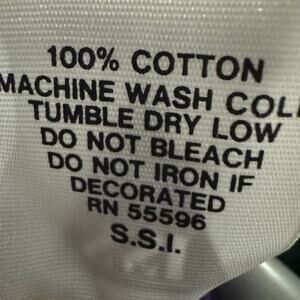 100% COTTON
MACHINE WASH COL
TUMBLE DRY LOW
DO NOT BLEACH
DO NOT IRON IF
DECORATED
RN 55596
S.S.I.